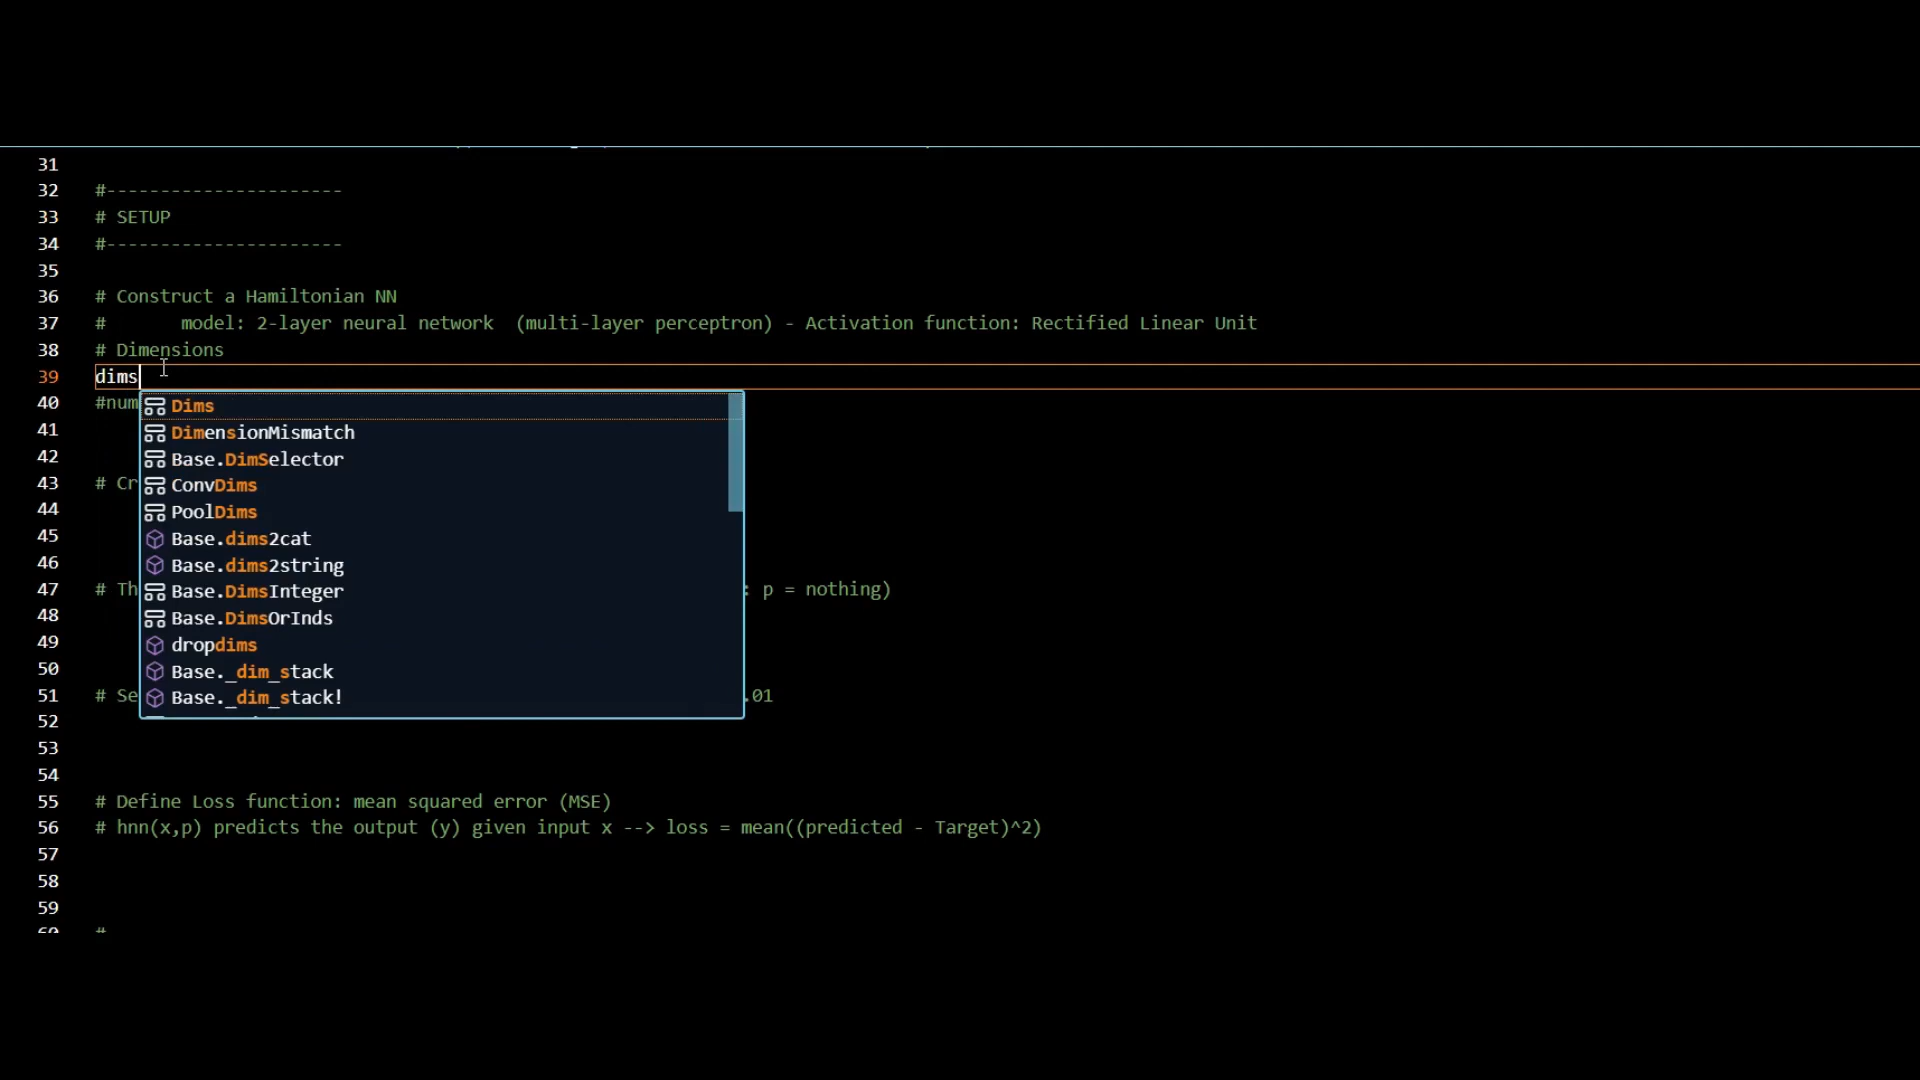 31
32 #----------------------
33 # SETUP
34 #----------------------
35
36 # Construct a Hamiltonian NN
37 # model: 2-layer neural network (multi-layer perceptron) - Activation function: Rectified Linear Unit
38 # Dimensions
39 dims
40 #num
Dims
41
DimensionMismatch
42
Base.DimSelector
43 # Cr
ConvDims
44
PoolDims
45
Base.dims2cat
46
Base.dims2string
47 # Th : p = nothing)
Base.DimsInteger
48
Base.DimsOrInds
49
dropdims
50
Base._dim_stack
51 # Se .01
Base._dim_stack!
52
53
54
55 # Define Loss function: mean squared error (MSE)
56 # hnn(x,p) predicts the output (y) given input x --> loss = mean((predicted - Target)^2)
57
58
59
60 #